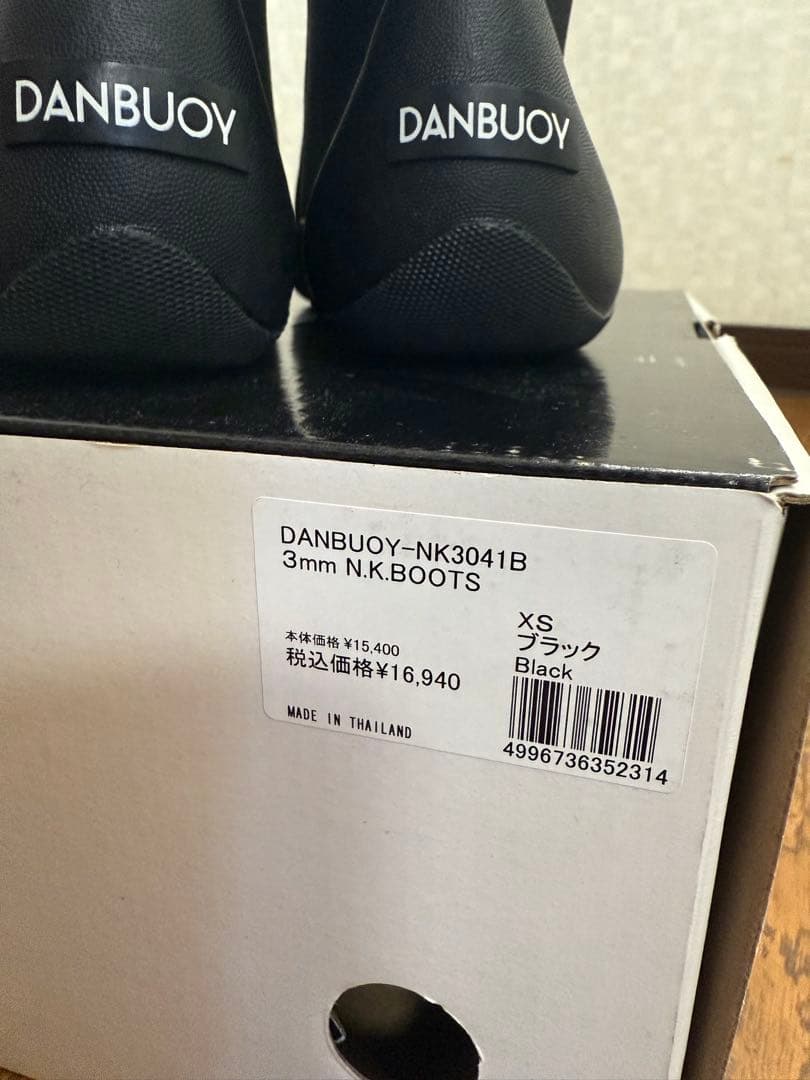 DANBUOY
DANBUOY
DANBUOY-NK3041B
3mm N.K.BOOTS
XS
ブラック
Black
本体価格 ¥15,400
税込価格¥16,940
MADE IN THAILAND
4996736352314